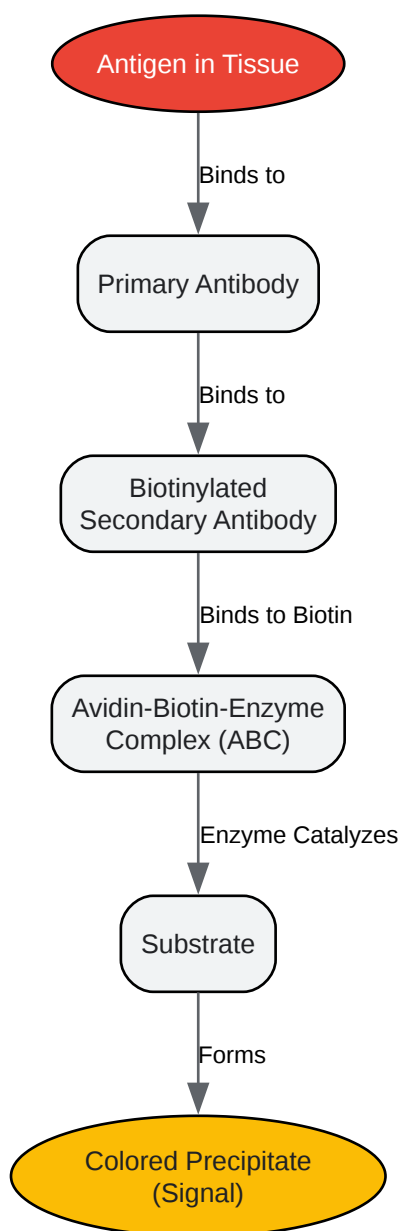 Antigen in Tissue
Binds to
Primary Antibody
Binds to
Biotinylated
Secondary Antibody
Binds to Biotin
Avidin-Biotin-Enzyme
Complex (ABC)
Enzyme Catalyzes
Substrate
Forms
Colored Precipitate
(Signal)